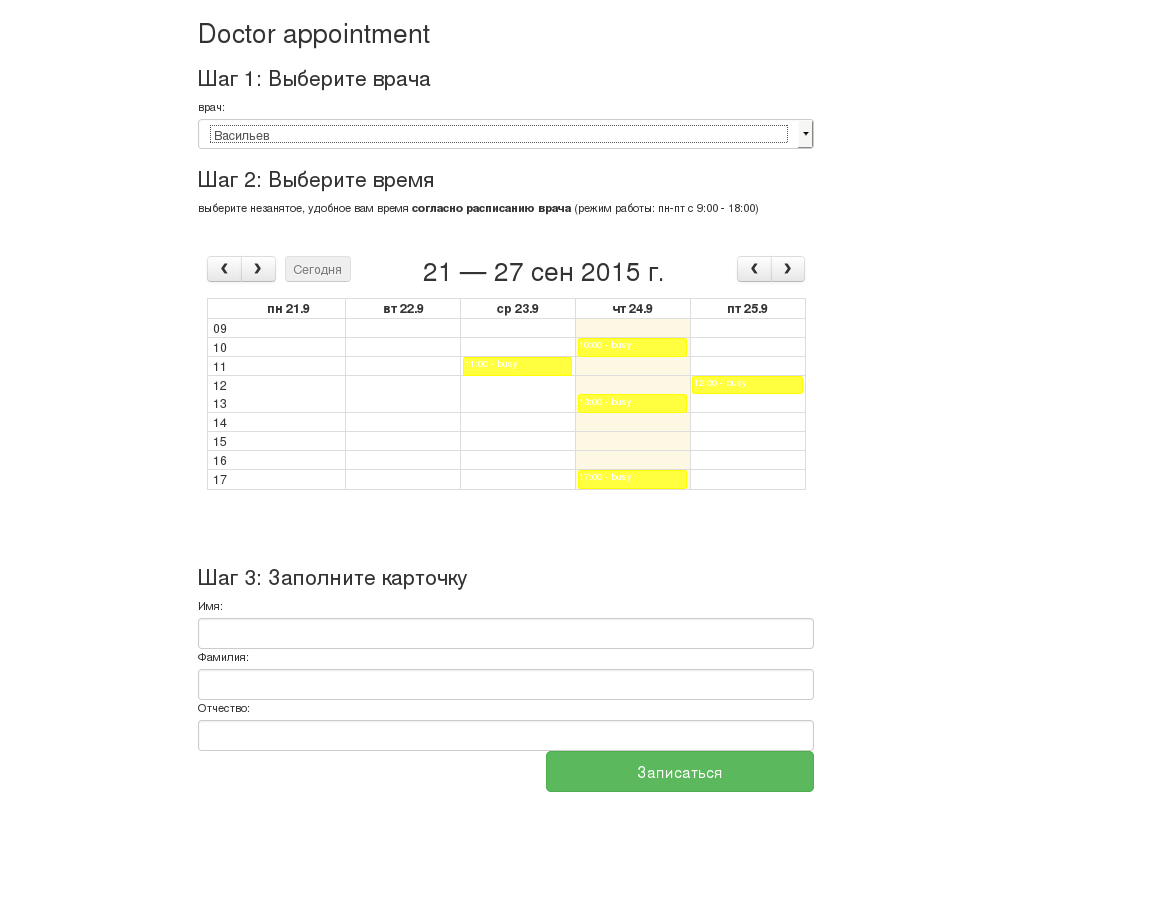 Doctor appointment
Шаг 1: Выберите врача
врач:
Васильев
Шаг 2: Выберите время
выберите незанятое, удобное вам время согласно расписанию врача (режим работы: пн-пт с 9:00 - 18:00)
Сегодня 21 — 27 сен 2015 г.
пн 21.9 вт 22.9 ср 23.9 чт 24.9 пт 25.9
09
10 10:00 - busy
11 11:00 - busy
12 12:00 - busy
13 13:00 - busy
14
15
16
17 17:00 - busy
Шаг 3: Заполните карточку
Имя:
Фамилия:
Отчество:
Записаться